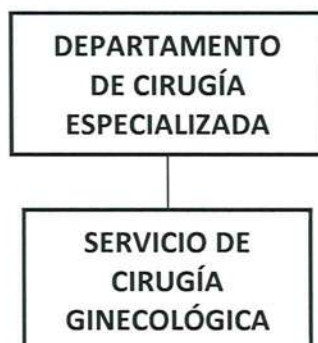 DEPARTAMENTO
DE CIRUGÍA
ESPECIALIZADA
SERVICIO DE
CIRUGÍA
GINECOLÓGICA